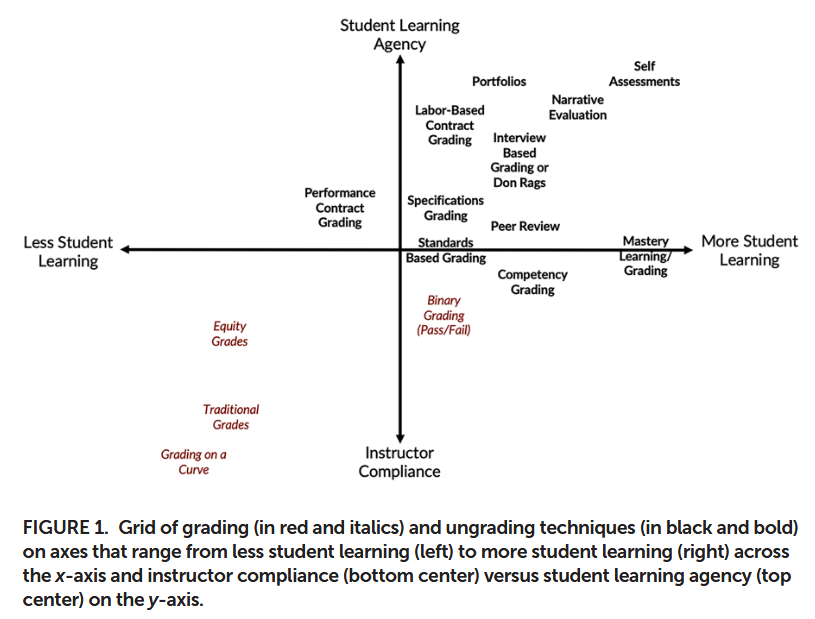 Student Learning
Agency
Self
Assessments
Portfolios
Narrative
Evaluation
Labor-Based
Contract
Grading
Interview
Based
Grading or
Don Rags
Performance
Contract
Grading
Specifications
Grading
Peer Review
Less Student
Learning
Standards
Based Grading
Mastery
Learning/
Grading
More Student
Learning
Competency
Grading
Binary
Grading
(Pass/Fail)
Equity
Grades
Traditional
Grades
Grading on a
Curve
Instructor
Compliance
FIGURE 1. Grid of grading (in red and italics) and ungrading techniques (in black and bold)
on axes that range from less student learning (left) to more student learning (right) across
the x-axis and instructor compliance (bottom center) versus student learning agency (top
center) on the y-axis.